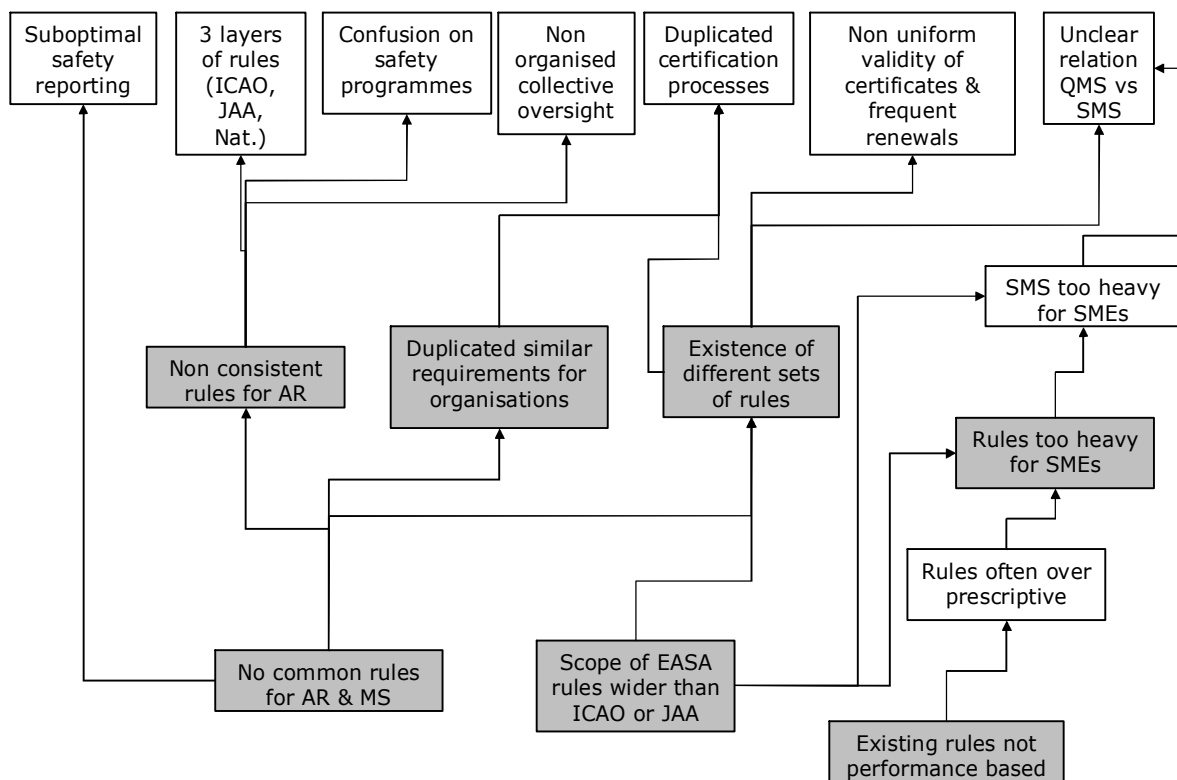 Suboptimal
safety
reporting
3 layers
of rules
(ICAO,
JAA,
Nat.)
Confusion on
safety
programmes
Non
organised
collective
oversight
Duplicated
certification
processes
Non uniform
validity of
certificates &
frequent
renewals
Unclear
relation
QMS vs
SMS
SMS too heavy
for SMEs
Non consistent
rules for AR
Duplicated similar
requirements for
organisations
Existence of
different sets
of rules
Rules too heavy
for SMEs
Rules often over
prescriptive
No common rules
for AR & MS
Scope of EASA
rules wider than
ICAO or JAA
Existing rules not
performance based